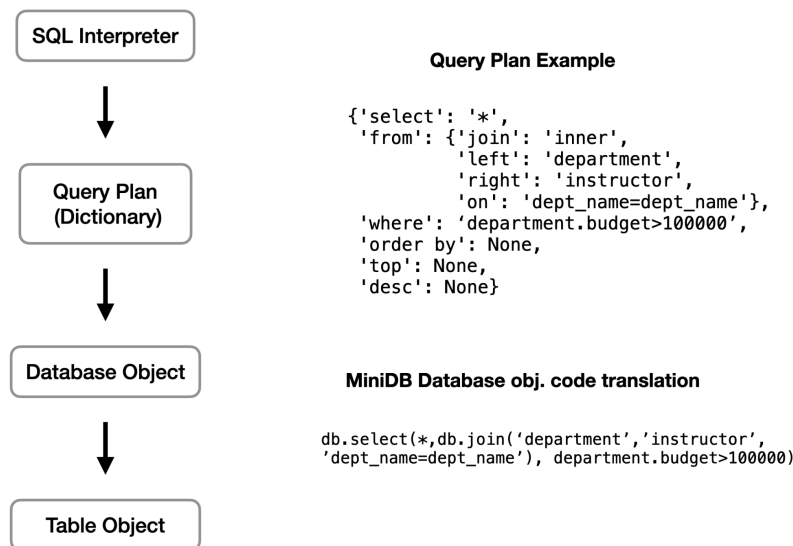 SQL Interpreter
Query Plan
(Dictionary)
Database Object
Table Object
Query Plan Example
{'select': '*',
'from': {'join': 'inner',
'left': 'department',
'right': 'instructor',
'on': 'dept_name=dept_name'},
'where': ‘department.budget>100000’,
'order by': None,
'top': None,
'desc': None}
MiniDB Database obj. code translation
db.select(*,db.join(‘department’,’instructor’,
’dept_name=dept_name’), department.budget>100000)